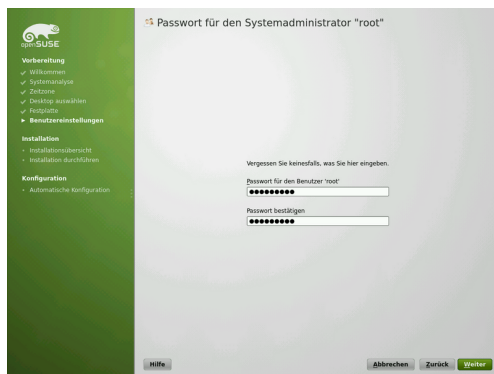 openSUSE
Vorbereitung
Willkommen
Systemanalyse
Zeitzone
Desktop auswählen
Festplatte
Benutzereinstellungen
Installation
Installationsübersicht
Installation durchführen
Konfiguration
Automatische Konfiguration
Passwort für den Systemadministrator "root"
Vergessen Sie keinesfalls, was Sie hier eingeben.
Passwort für den Benutzer 'root'
●●●●●●●●●
Passwort bestätigen
●●●●●●●●●
Hilfe
Abbrechen
Zurück
Weiter